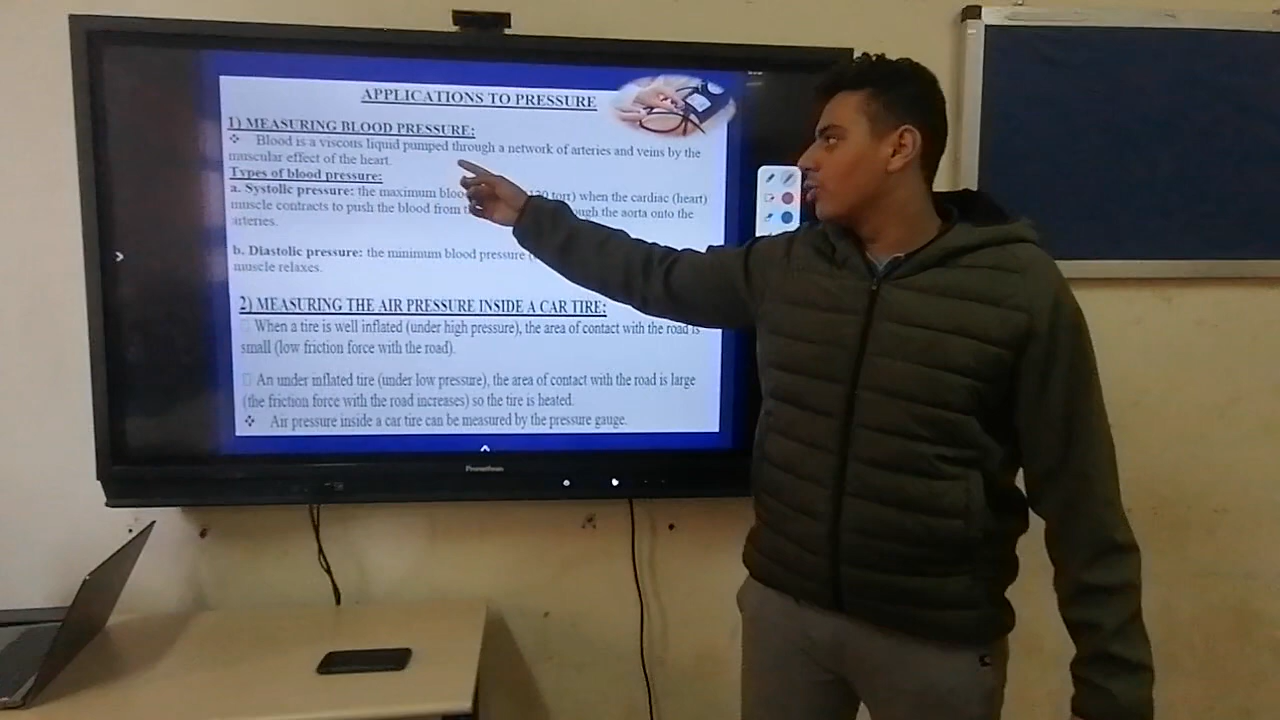 APPLICATIONS TO PRESSURE
1) MEASURING BLOOD PRESSURE:
❖ Blood is a viscous liquid pumped through a network of arteries and veins by the
muscular effect of the heart.
Types of blood pressure:
a. Systolic pressure: the maximum torr) when the cardiac (heart)
muscle contracts to push the blood from the aorta onto the
arteries.
b. Diastolic pressure: the minimum blood pressure
muscle relaxes.
2) MEASURING THE AIR PRESSURE INSIDE A CAR TIRE:
When a tire is well inflated (under high pressure), the area of contact with the road is
small (low friction force with the road).
An under inflated tire (under low pressure), the area of contact with the road is large
(the friction force with the road increases) so the tire is heated.
❖ Air pressure inside a car tire can be measured by the pressure gauge.
Promethean